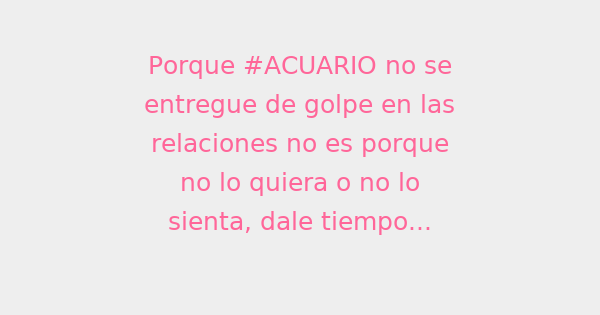 Porque #ACUARIO no se
entregue de golpe en las
relaciones no es porque
no lo quiera o no lo
sienta, dale tiempo...